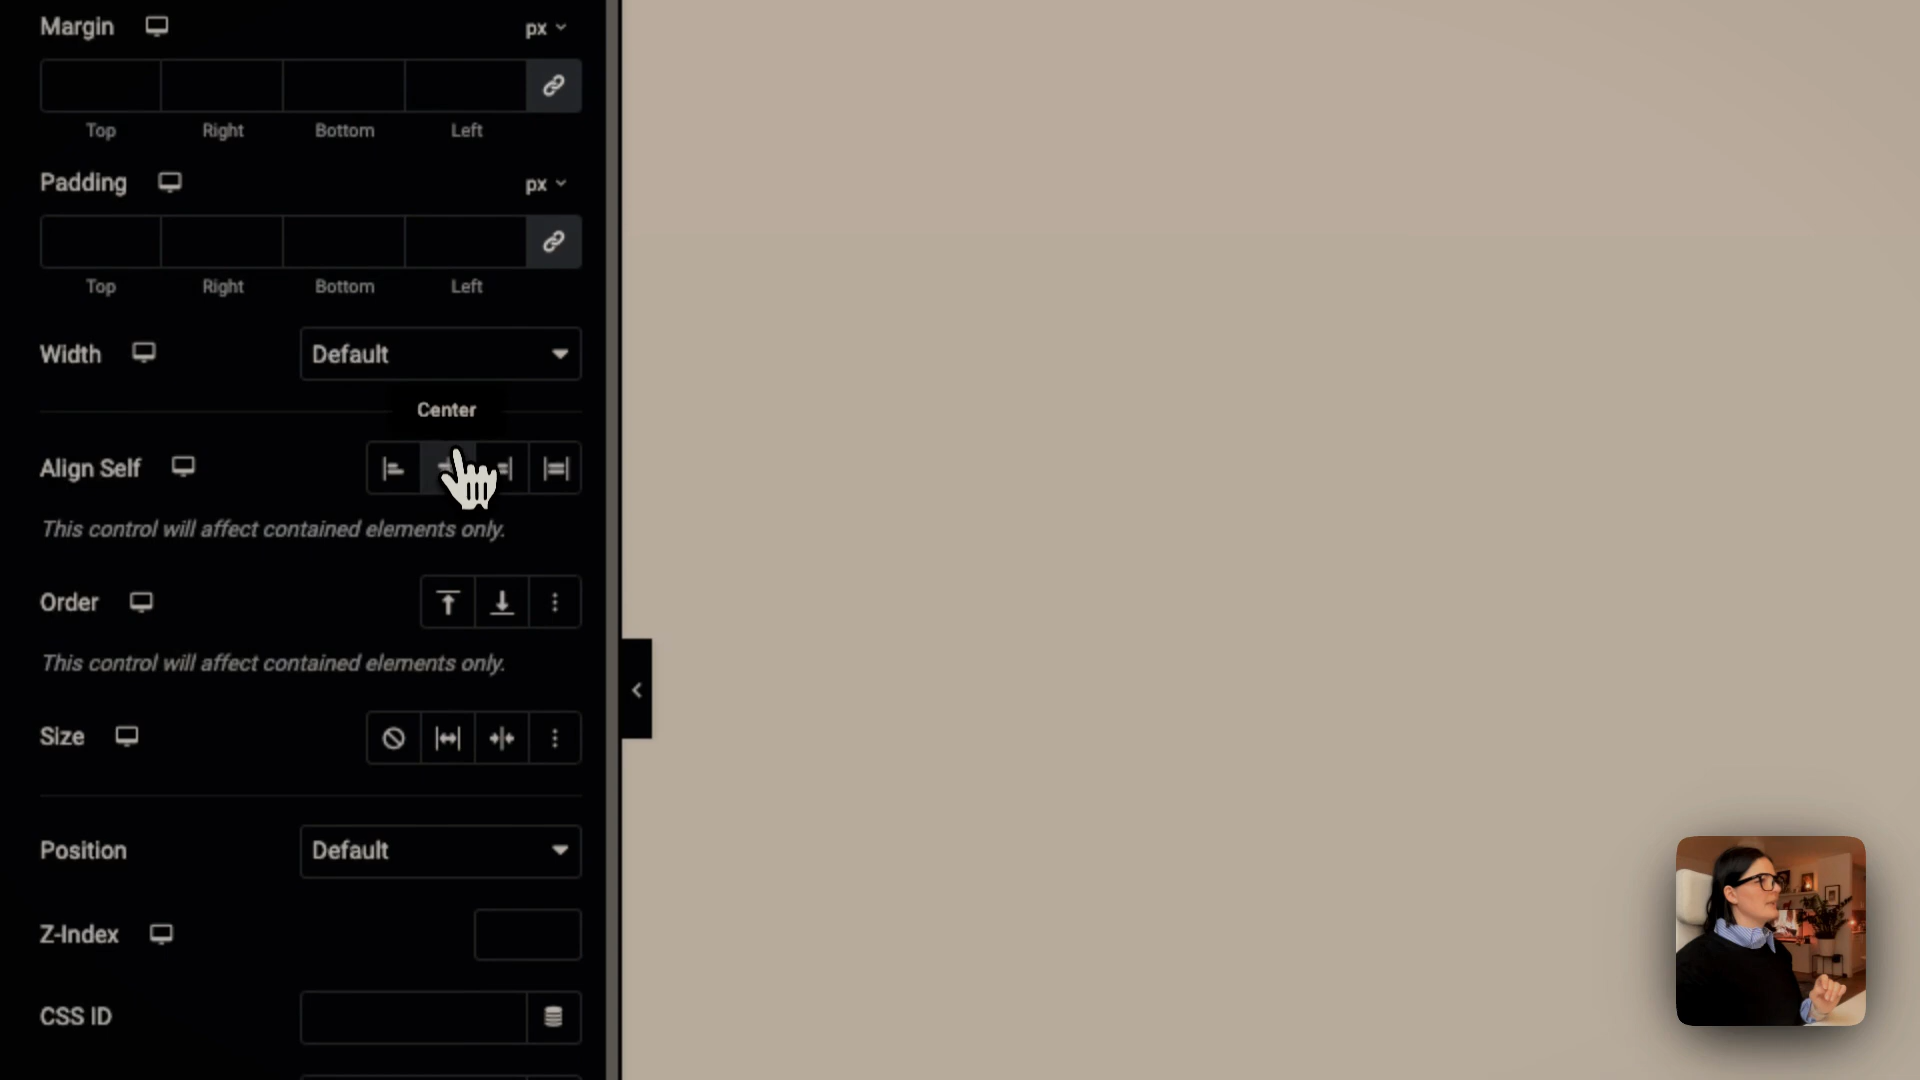 Margin px
Top Right Bottom Left
Padding px
Top Right Bottom Left
Width Default
Center
Align Self
This control will affect contained elements only.
Order
This control will affect contained elements only.
Size
Position Default
Z-Index
CSS ID